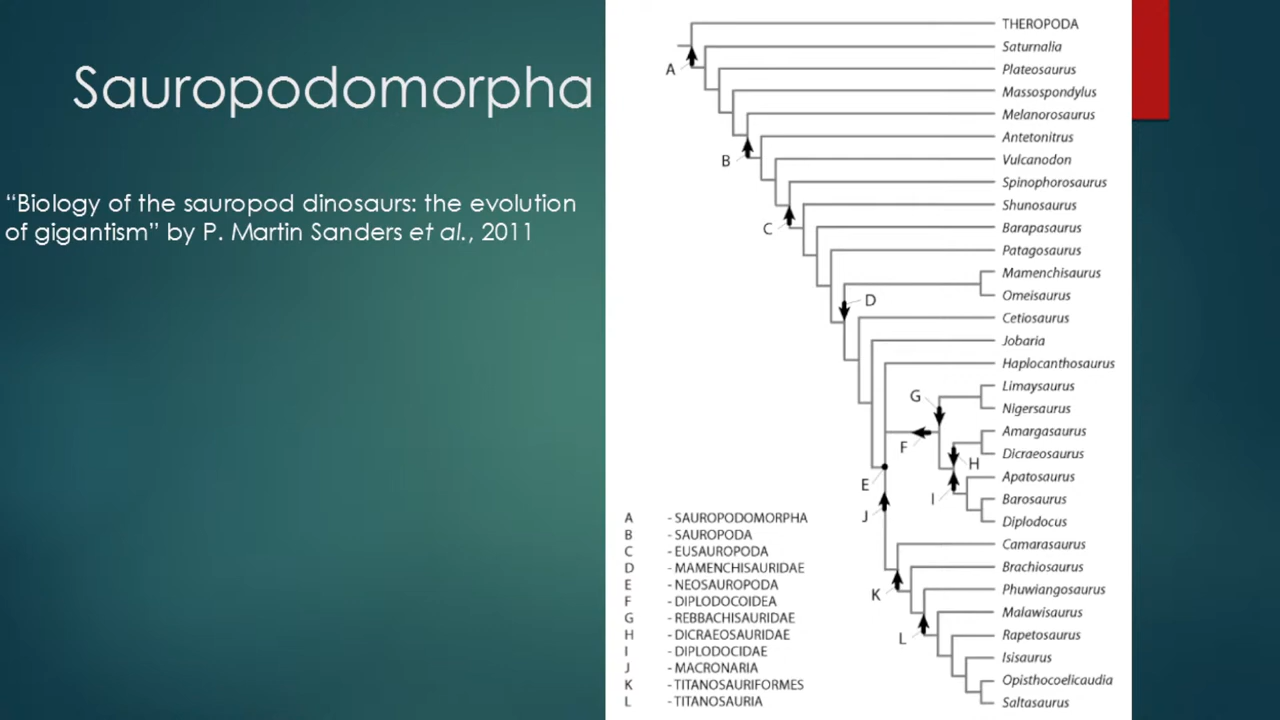 Sauropodomorpha
“Biology of the sauropod dinosaurs: the evolution
of gigantism” by P. Martin Sanders et al., 2011
THEROPODA
Saturnalia
A
Plateosaurus
Massospondylus
Melanorosaurus
Antetonitrus
B
Vulcanodon
Spinophorosaurus
Shunosaurus
C
Barapasaurus
Patagosaurus
Mamenchisaurus
Omeisaurus
D
Cetiosaurus
Jobaria
Haplocanthosaurus
Limaysaurus
G
Nigersaurus
Amargasaurus
F
Dicraeosaurus
H
Apatosaurus
E
I
Barosaurus
J
Diplodocus
Camarasaurus
Brachiosaurus
K
Phuwiangosaurus
Malawisaurus
L
Rapetosaurus
Isisaurus
Opisthocoelicaudia
Saltasaurus
A - SAUROPODOMORPHA
B - SAUROPODA
C - EUSAUROPODA
D - MAMENCHISAURIDAE
E - NEOSAUROPODA
F - DIPLODOCOIDEA
G - REBBACHISAURIDAE
H - DICRAEOSAURIDAE
I - DIPLODOCIDAE
J - MACRONARIA
K - TITANOSAURIFORMES
L - TITANOSAURIA